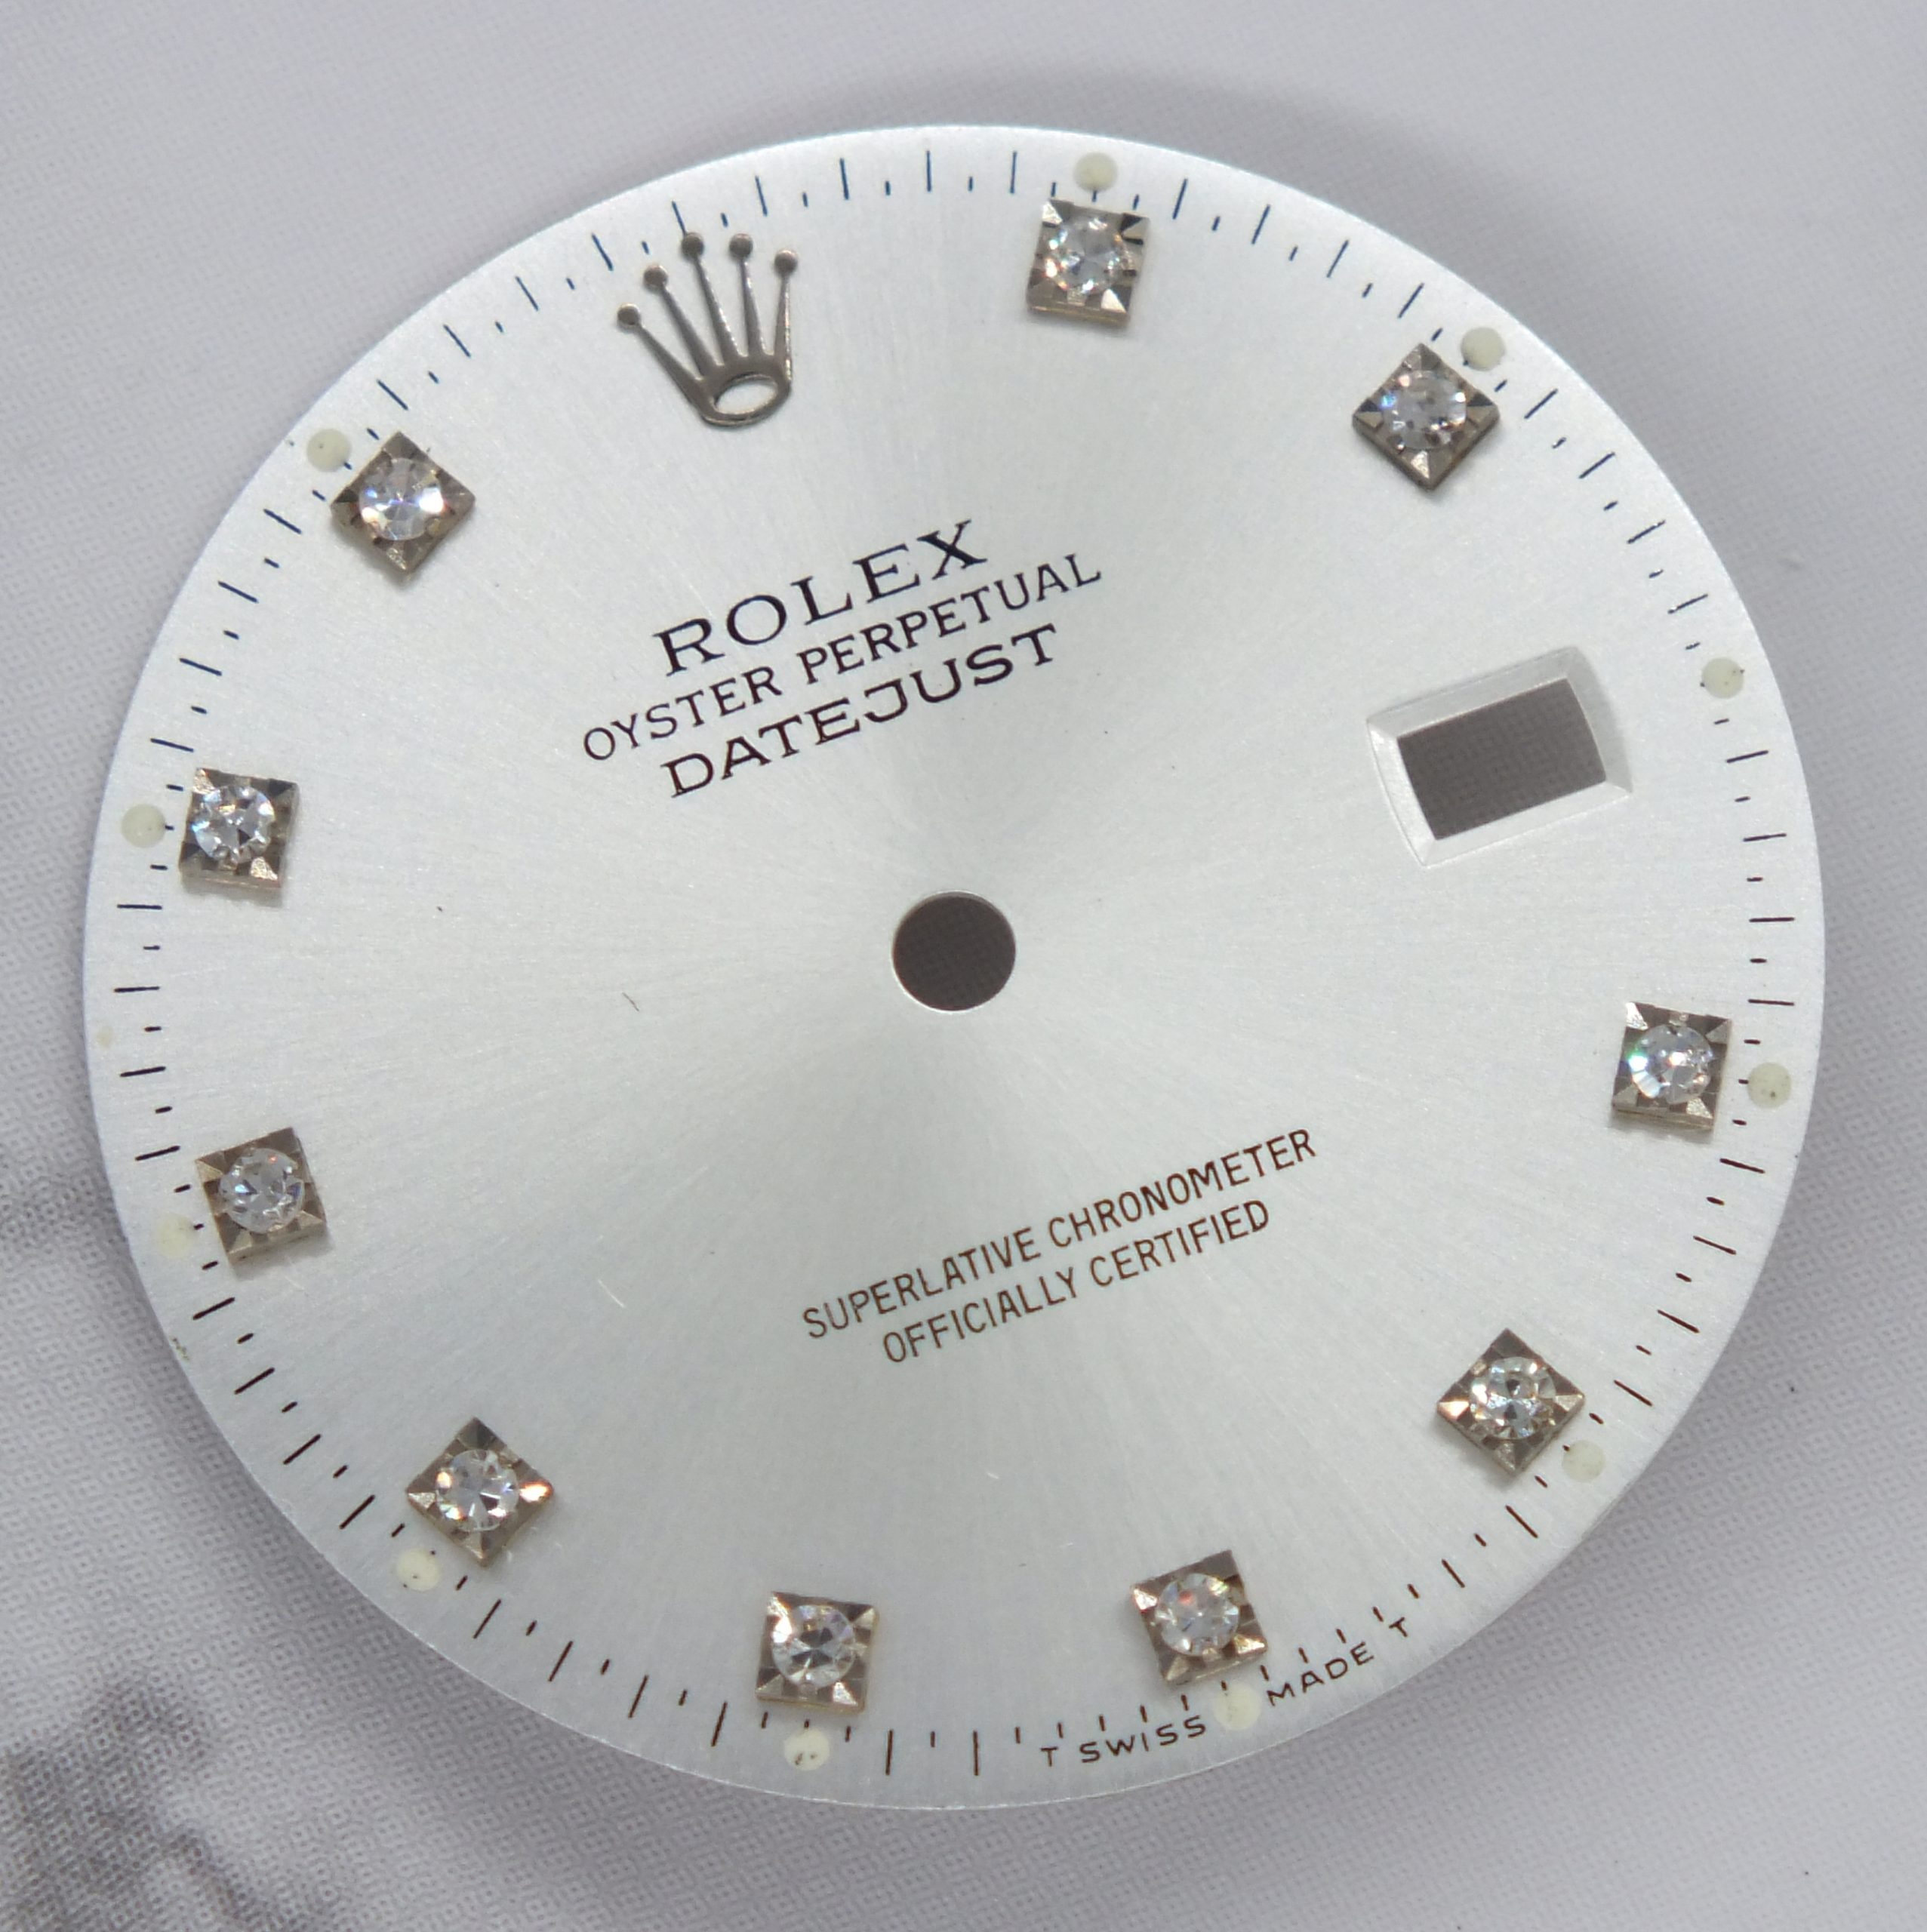 ROLEX
OYSTER PERPETUAL
DATEJUST
SUPERLATIVE CHRONOMETER
OFFICIALLY CERTIFIED
T SWISS MADE T